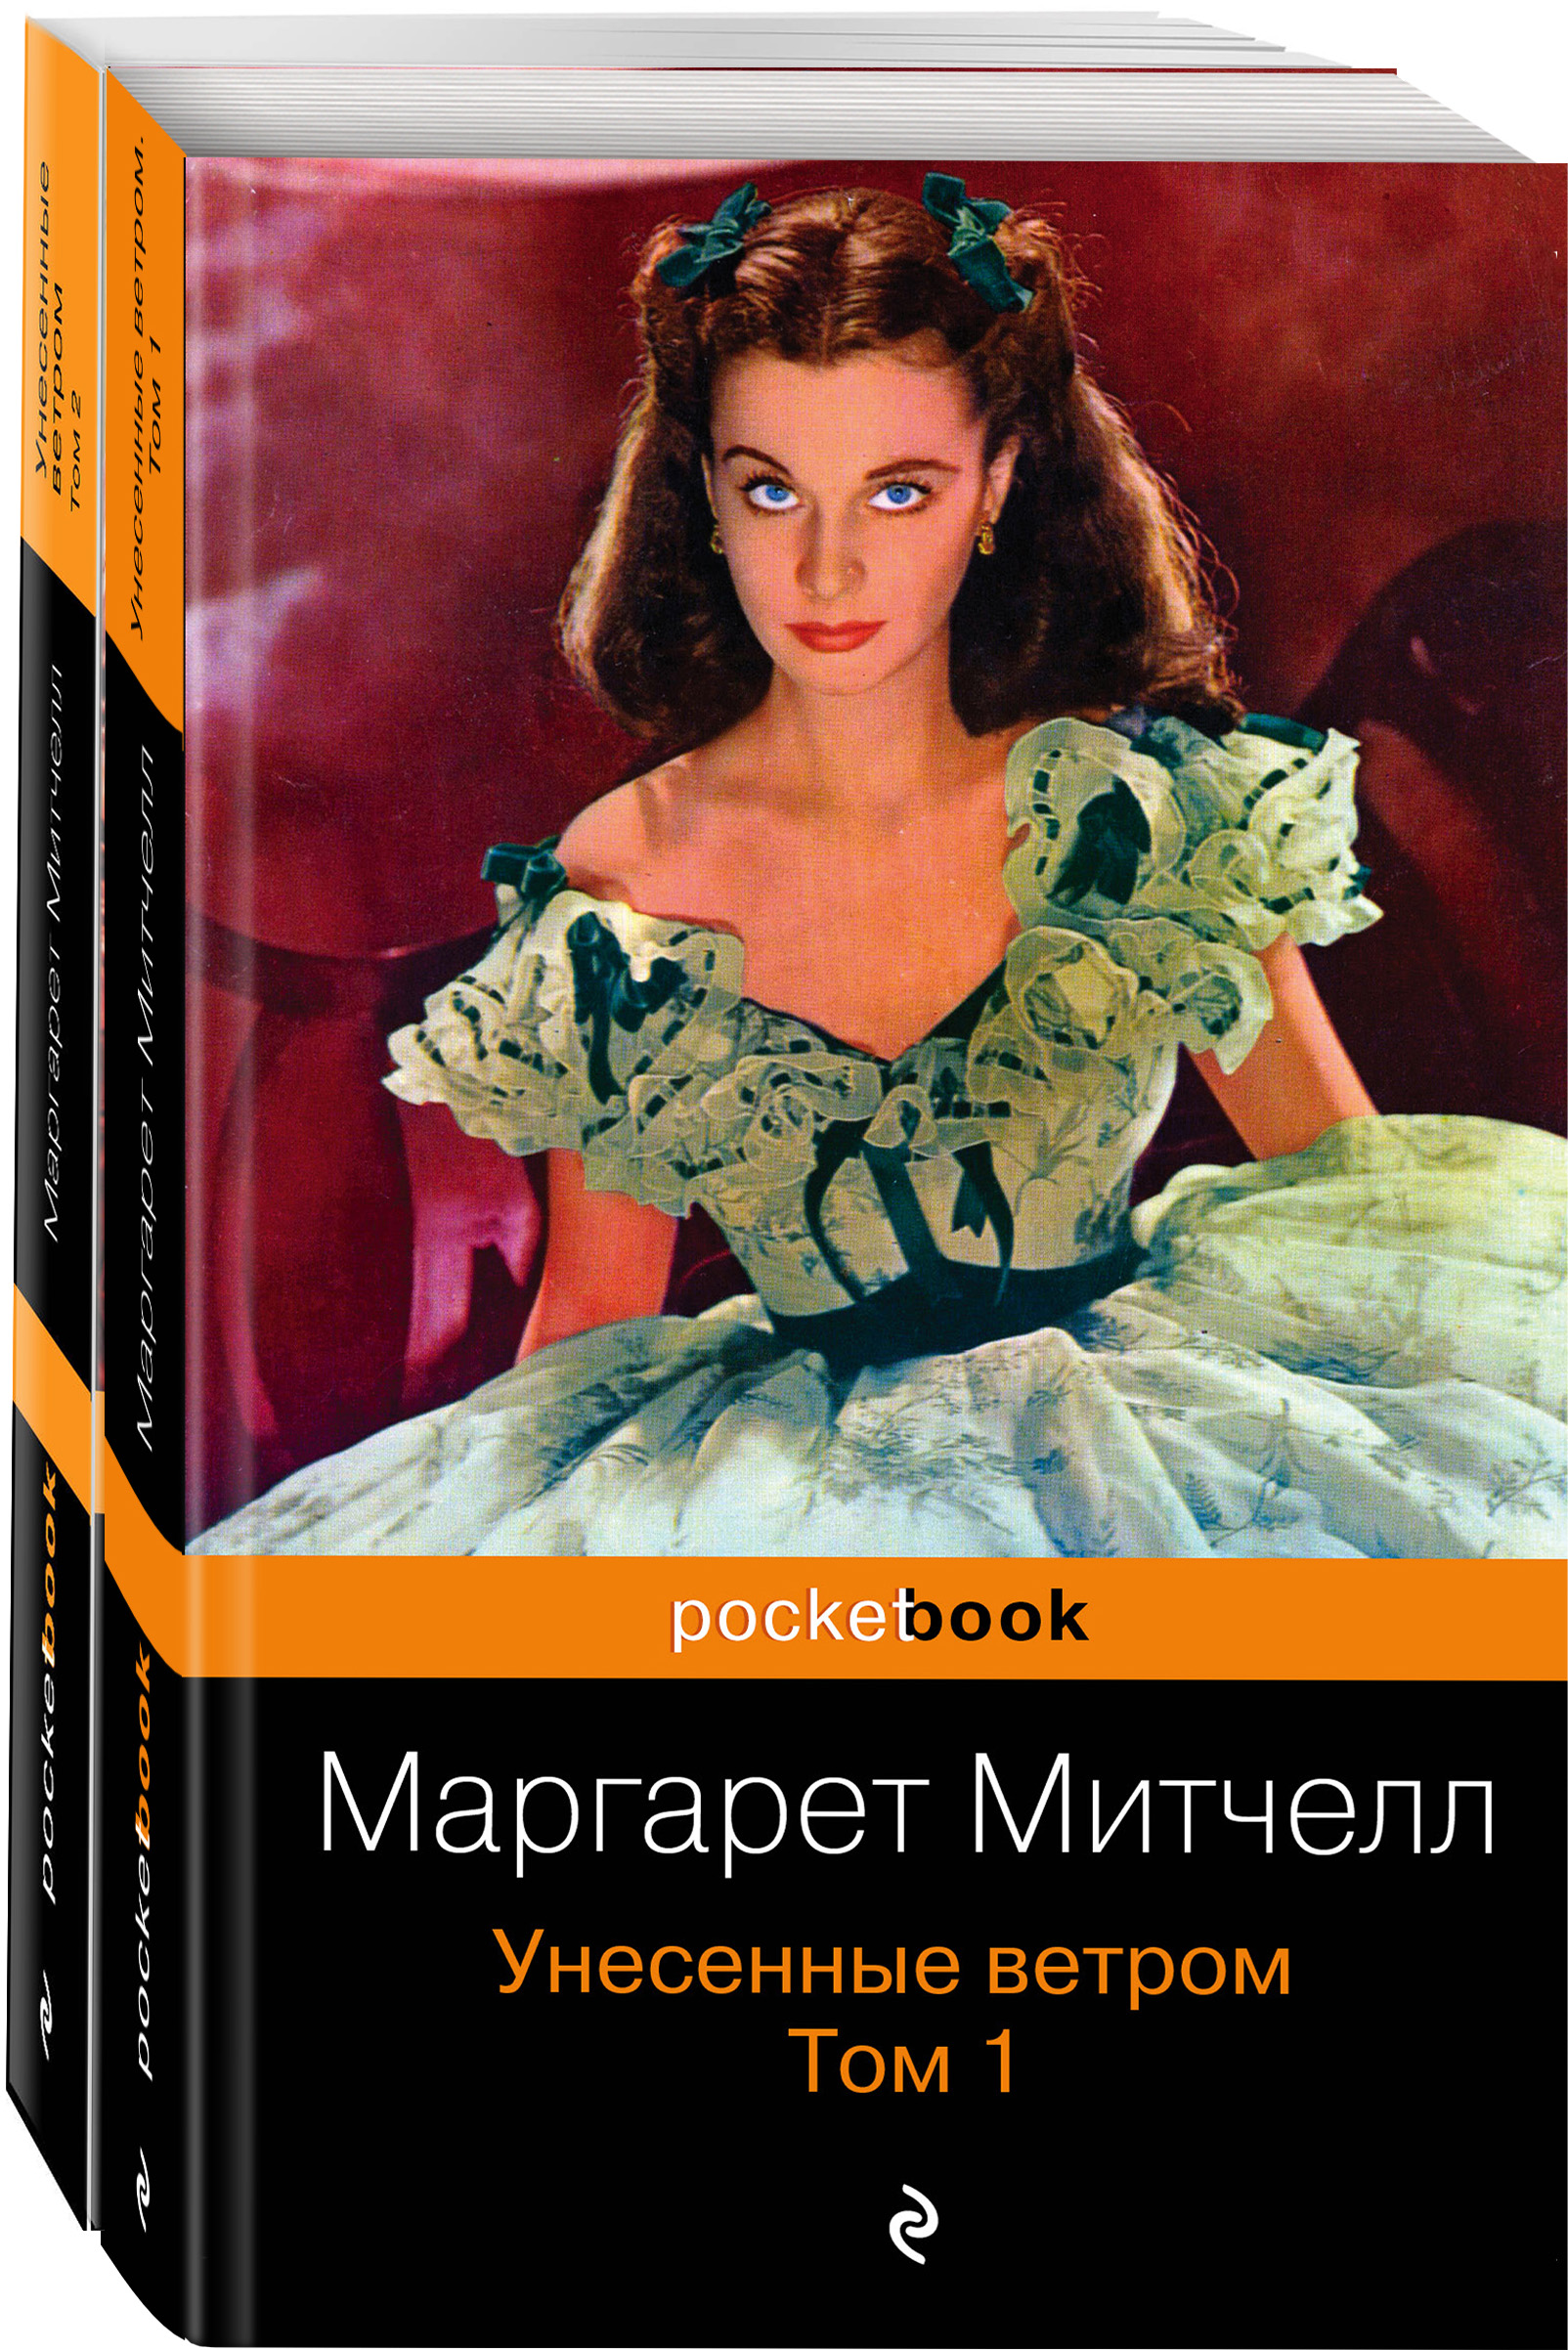 Унесенные
ветром
Том 2
Маргарет Митчелл
pocketbook
Унесенные ветром.
Том 1
Маргарет Митчелл
pocketbook
pocketbook
Маргарет Митчелл
Унесенные ветром
Том 1